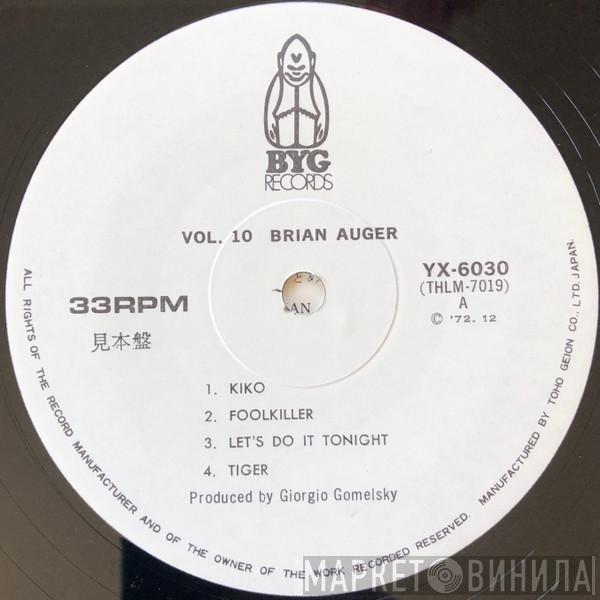 BYG
RECORDS
VOL. 10 BRIAN AUGER
YX-6030
(THLM-7019)
A
℗ '72. 12
33RPM
見本盤
AN
1. KIKO
2. FOOLKILLER
3. LET'S DO IT TONIGHT
4. TIGER
Produced by Giorgio Gomelsky
ALL RIGHTS OF THE RECORD MANUFACTURER AND OF THE OWNER OF THE WORK RECORDED RESERVED. MANUFACTURED BY TOHO GEION CO., LTD. JAPAN.
МАРКЕТ ВИНИЛА